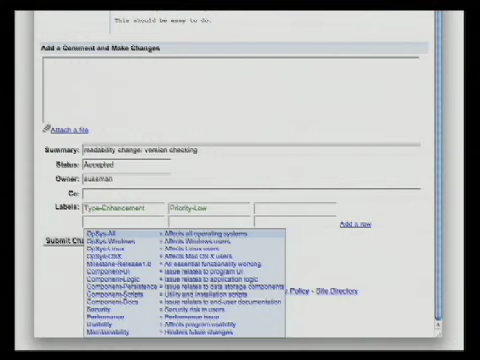 This should be easy to do.
Add a Comment and Make Changes
Attach a file
Summary: readability change: version checking
Status: Accepted
Owner: sussman
Cc:
Labels: Type-Enhancement Priority-Low
Add a row
OpSys-All = Affects all operating systems
OpSys-Windows = Affects Windows users
OpSys-Linux = Affects Linux users
OpSys-OSX = Affects Mac OS X users
Milestone-Release1.0 = All essential functionality working
Component-UI = Issue relates to program UI
Component-Logic = Issue relates to application logic
Component-Persistence = Issue relates to data storage components
Component-Scripts = Utility and installation scripts
Component-Docs = Issue relates to end-user documentation
Security = Security risk to users
Performance = Performance issue
Usability = Affects program usability
Maintainability = Hinders future changes
Submit Cha
Policy - Site Directory